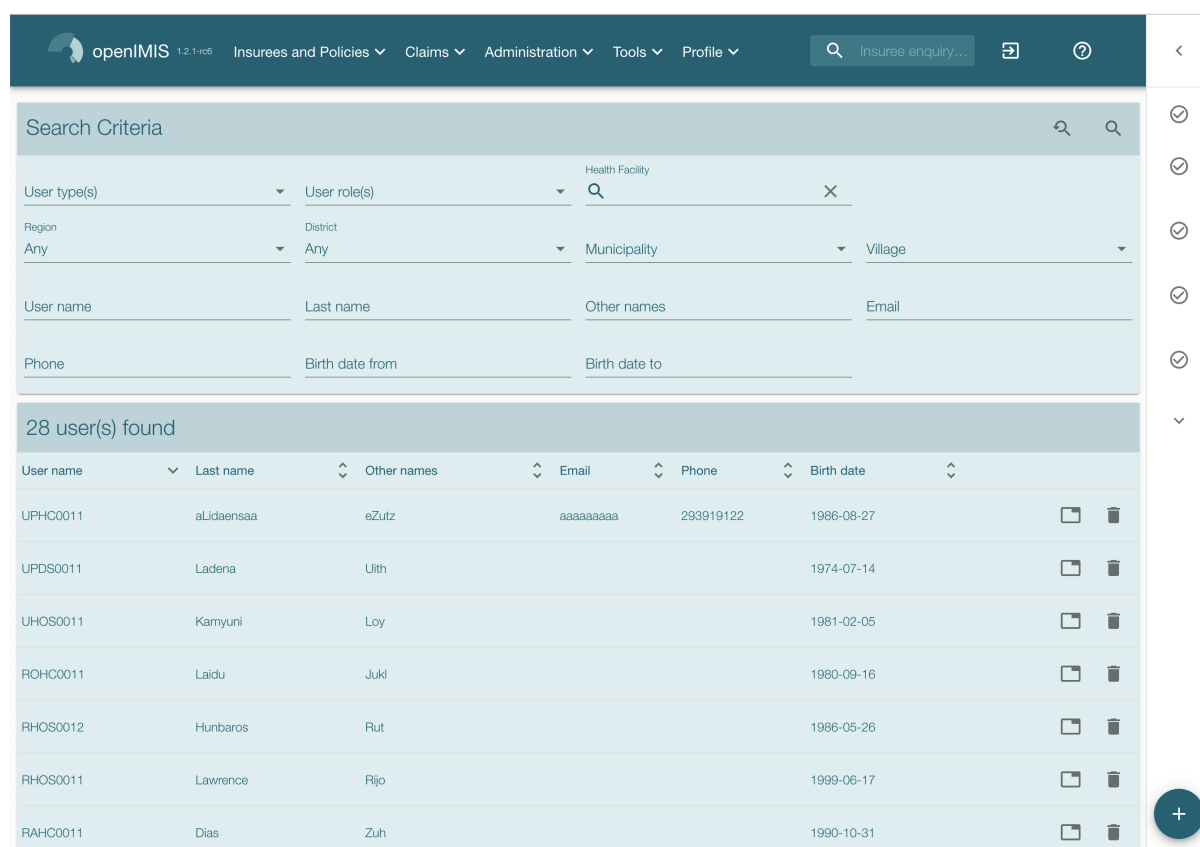 openIMIS 1.2.1-rc6 Insurees and Policies Claims Administration Tools Profile Insuree enquiry...
Search Criteria
Health Facility
User type(s) User role(s)
Region District
Any Any Municipality Village
User name Last name Other names Email
Phone Birth date from Birth date to
28 user(s) found
User name Last name Other names Email Phone Birth date
UPHC0011 aLidaensaa eZutz aaaaaaaaa 293919122 1986-08-27
UPDS0011 Ladena Uith 1974-07-14
UHOS0011 Kamyuni Loy 1981-02-05
ROHC0011 Laidu Jukl 1980-09-16
RHOS0012 Hunbaros Rut 1986-05-26
RHOS0011 Lawrence Rijo 1999-06-17
RAHC0011 Dias Zuh 1990-10-31